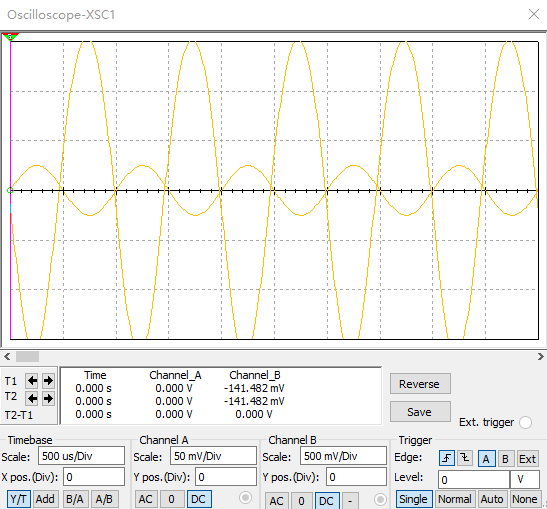 Oscilloscope-XSC1
Time Channel_A Channel_B
T1 0.000 s 0.000 V -141.482 mV
T2 0.000 s 0.000 V -141.482 mV
T2-T1 0.000 s 0.000 V 0.000 V
Reverse
Save
Ext. trigger
Timebase Channel A Channel B Trigger
Scale: 500 us/Div Scale: 50 mV/Div Scale: 500 mV/Div Edge: A B Ext
X pos.(Div): 0 Y pos.(Div): 0 Y pos.(Div): 0 Level: 0 V
Y/T Add B/A A/B AC 0 DC AC 0 DC - Single Normal Auto None